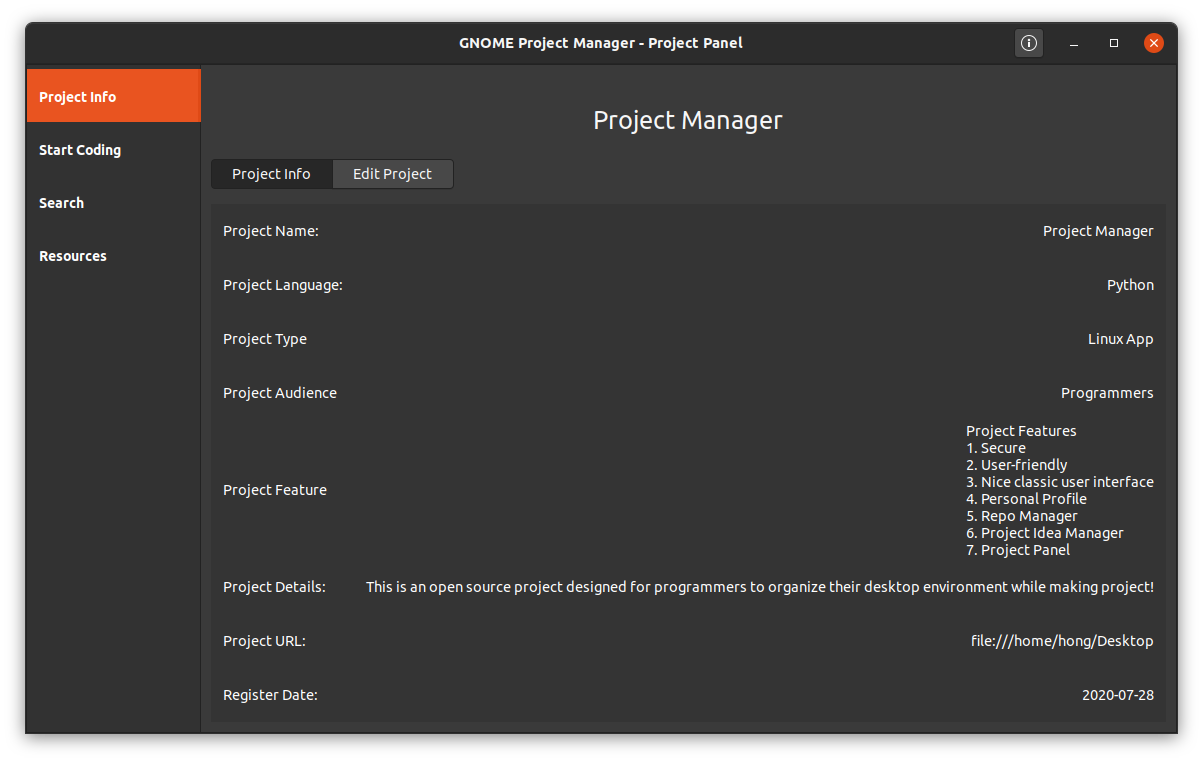 GNOME Project Manager - Project Panel
Project Info
Start Coding
Search
Resources
Project Manager
Project Info Edit Project
Project Name: Project Manager
Project Language: Python
Project Type Linux App
Project Audience Programmers
Project Feature
Project Features
1. Secure
2. User-friendly
3. Nice classic user interface
4. Personal Profile
5. Repo Manager
6. Project Idea Manager
7. Project Panel
Project Details: This is an open source project designed for programmers to organize their desktop environment while making project!
Project URL: file:///home/hong/Desktop
Register Date: 2020-07-28